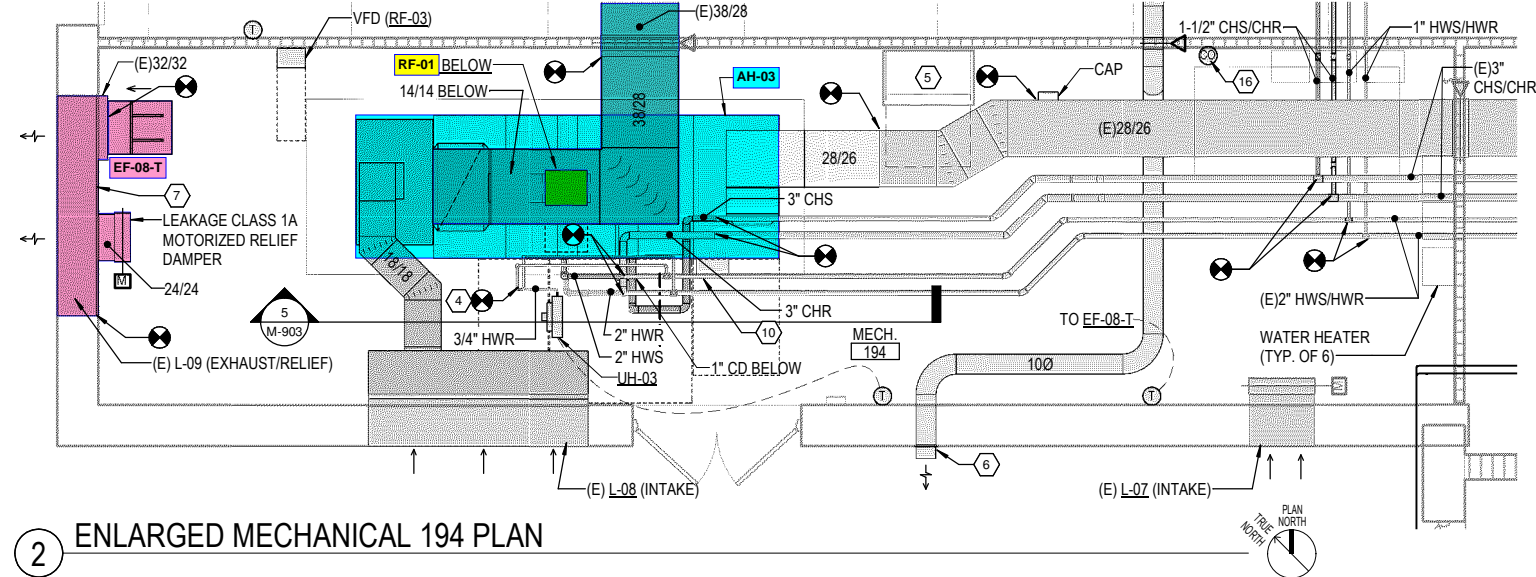 VFD (RF-03)
(E)38/28
1-1/2" CHS/CHR
1" HWS/HWR
T
(E)32/32
RF-01 BELOW
14/14 BELOW
AH-03
5
CAP
CO
16
(E)3"
CHS/CHR
38/28
(E)28/26
28/26
EF-08-T
7
LEAKAGE CLASS 1A
MOTORIZED RELIEF
DAMPER
M
24/24
3" CHS
18/18
4
5
M-903
3/4" HWR
2" HWR
2" HWS
3" CHR
10
1" CD BELOW
UH-03
MECH.
194
TO EF-08-T
(E)2" HWS/HWR
WATER HEATER
(TYP. OF 6)
(E) L-09 (EXHAUST/RELIEF)
10Ø
T
T
M
6
(E) L-08 (INTAKE)
(E) L-07 (INTAKE)
2
ENLARGED MECHANICAL 194 PLAN
PLAN
NORTH
TRUE
NORTH